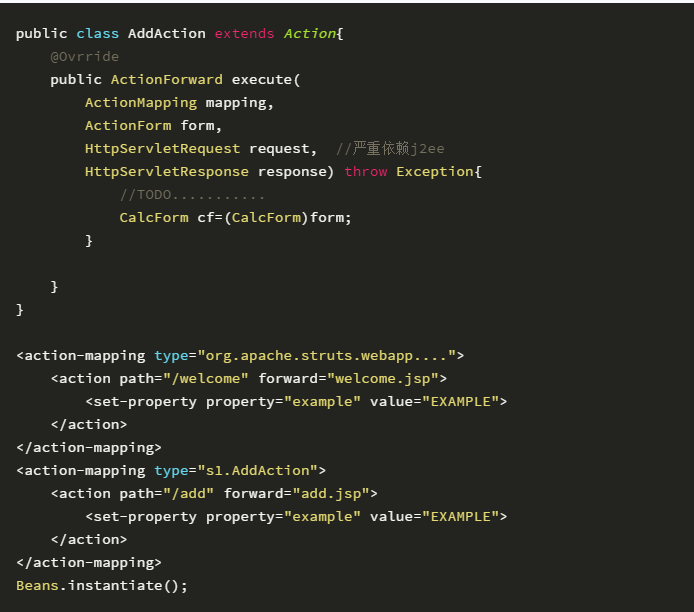 public class AddAction extends Action{
    @Ovrride
    public ActionForward execute(
        ActionMapping mapping,
        ActionForm form,
        HttpServletRequest request,  //严重依赖j2ee
        HttpServletResponse response) throw Exception{
            //TODO...........
            CalcForm cf=(CalcForm)form;
        }
    }
}
<action-mapping type="org.apache.struts.webapp....">
    <action path="/welcome" forward="welcome.jsp">
        <set-property property="example" value="EXAMPLE">
    </action>
</action-mapping>
<action-mapping type="s1.AddAction">
    <action path="/add" forward="add.jsp">
        <set-property property="example" value="EXAMPLE">
    </action>
</action-mapping>
Beans.instantiate();